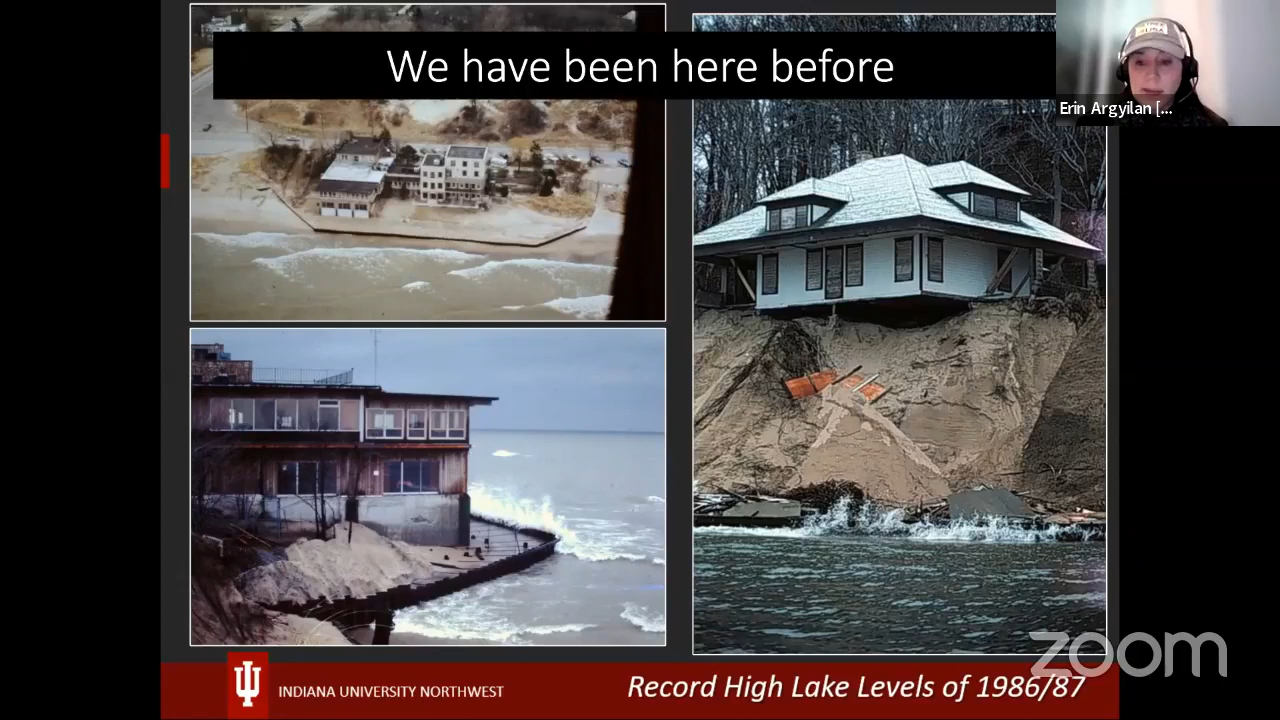 We have been here before
Erin Argyilan [...
INDIANA UNIVERSITY NORTHWEST
Record High Lake Levels of 1986/87
zoom